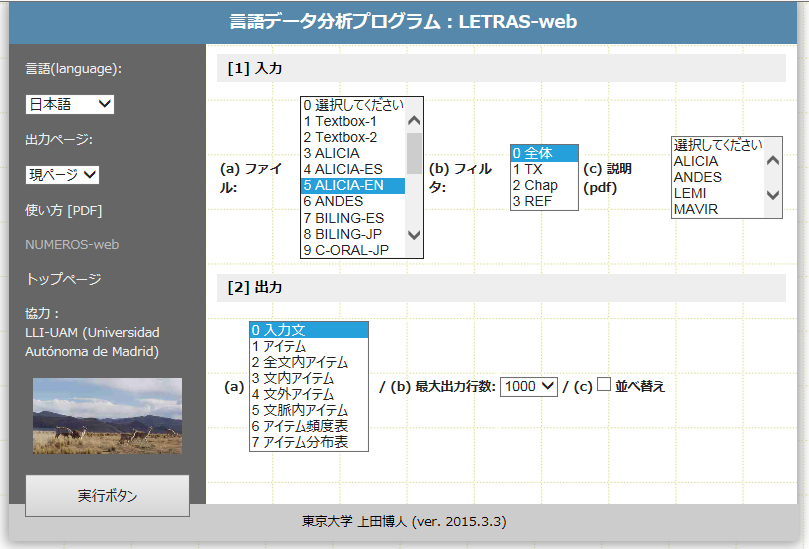 言語データ分析プログラム：LETRAS-web
言語(language):
日本語
出力ページ:
現ページ
使い方 [PDF]
NUMEROS-web
トップページ
協力：
LLI-UAM (Universidad
Autónoma de Madrid)
実行ボタン
[1] 入力
(a) ファイ
ル:
0 選択してください
1 Textbox-1
2 Textbox-2
3 ALICIA
4 ALICIA-ES
5 ALICIA-EN
6 ANDES
7 BILING-ES
8 BILING-JP
9 C-ORAL-JP
(b) フィル
タ:
0 全体
1 TX
2 Chap
3 REF
(c) 説明
(pdf)
選択してください
ALICIA
ANDES
LEMI
MAVIR
[2] 出力
(a)
0 入力文
1 アイテム
2 全文内アイテム
3 文内アイテム
4 文外アイテム
5 文脈内アイテム
6 アイテム頻度表
7 アイテム分布表
/ (b) 最大出力行数: 1000 / (c) 並べ替え
東京大学 上田博人 (ver. 2015.3.3)